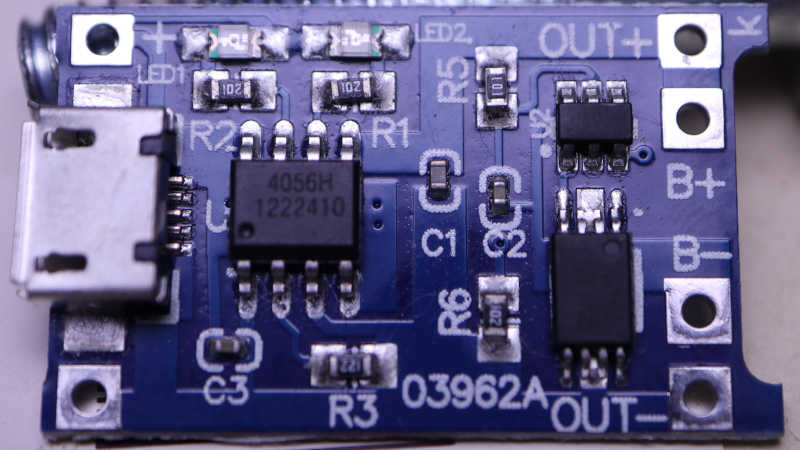 +
LED1
LED2
OUT+
K
R5
102
102
101
R2
R1
4056H
1222410
B+
C1
C2
B-
R6
C3
221
R3
03962A
OUT-